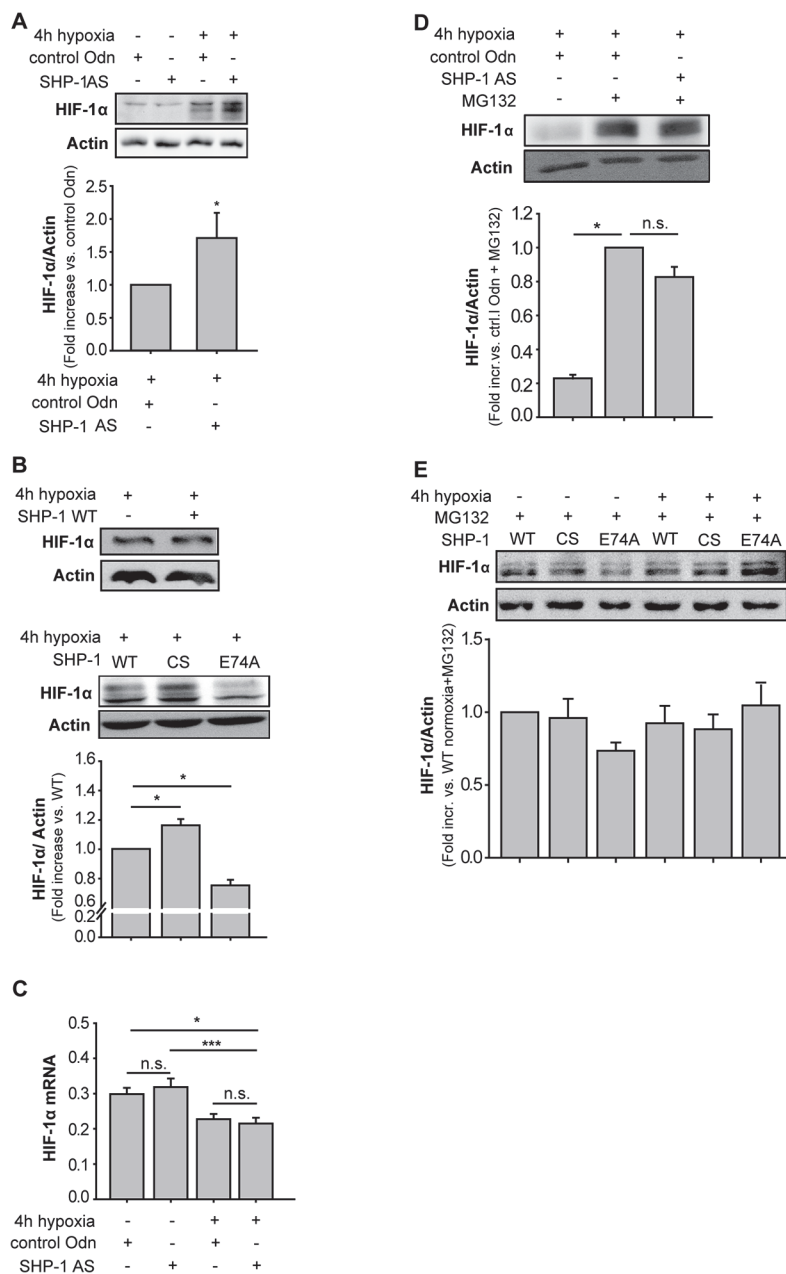 A
4h hypoxia - - + +
control Odn + - + -
SHP-1AS - + - +
HIF-1α
Actin
2.5
2.0
1.5
1.0
0.5
0.0
HIF-1α/Actin
(Fold increase vs. control Odn)
*
4h hypoxia + +
control Odn + -
SHP-1 AS - +
B
4h hypoxia + +
SHP-1 WT - +
HIF-1α
Actin
4h hypoxia + + +
SHP-1 WT CS E74A
HIF-1α
Actin
1.6
1.4
1.2
1.0
0.8
0.6
0.2
0.0
HIF-1α/ Actin
(Fold increase vs. WT)
*
*
C
0.5
0.4
0.3
0.2
0.1
0.0
HIF-1α mRNA
*
***
n.s.
n.s.
4h hypoxia - - + +
control Odn + - + -
SHP-1 AS - + - +
D
4h hypoxia + + +
control Odn + + -
SHP-1 AS - - +
MG132 - + +
HIF-1α
Actin
1.2
1.0
0.8
0.6
0.4
0.2
0.0
HIF-1α/Actin
(Fold incr.vs. ctrl.l Odn + MG132)
*
n.s.
E
4h hypoxia - - - + + +
MG132 + + + + + +
SHP-1 WT CS E74A WT CS E74A
HIF-1α
Actin
1.5
1.0
0.5
0.0
HIF-1α/Actin
(Fold incr. vs. WT normoxia+MG132)